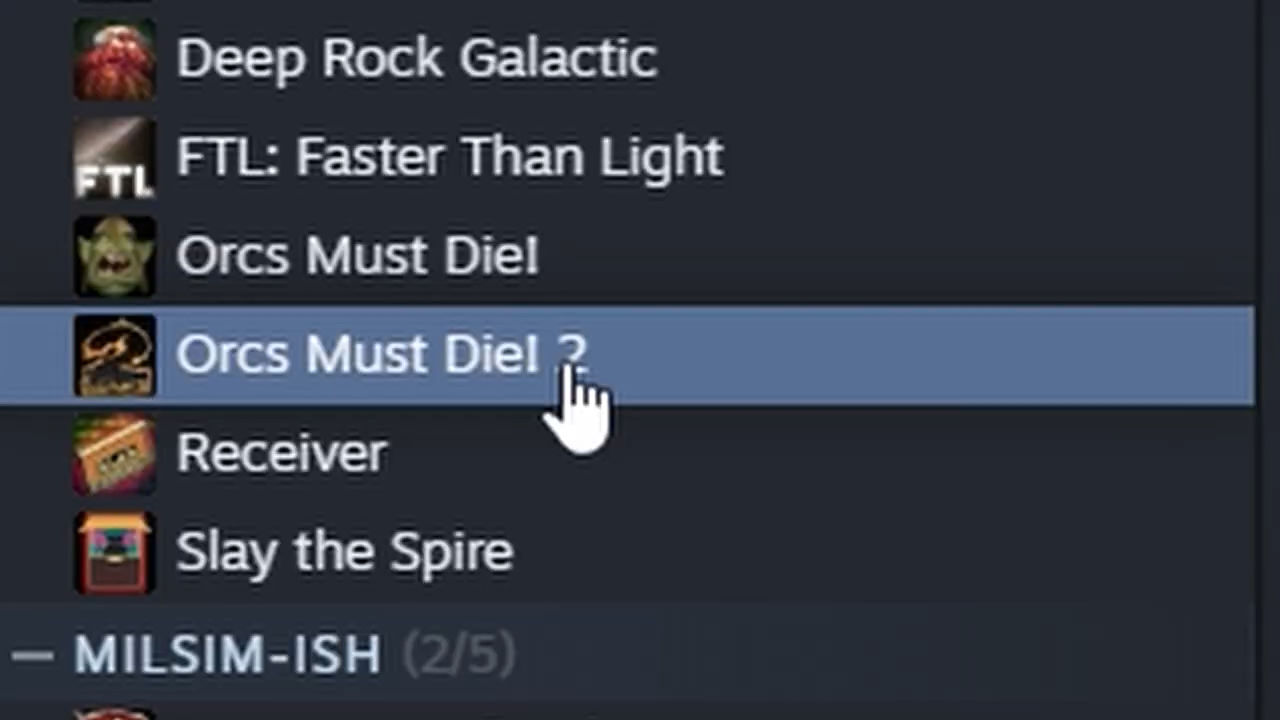 Deep Rock Galactic
FTL
FTL: Faster Than Light
Orcs Must Die!
Orcs Must Die! 2
Receiver
Slay the Spire
MILSIM-ISH (2/5)